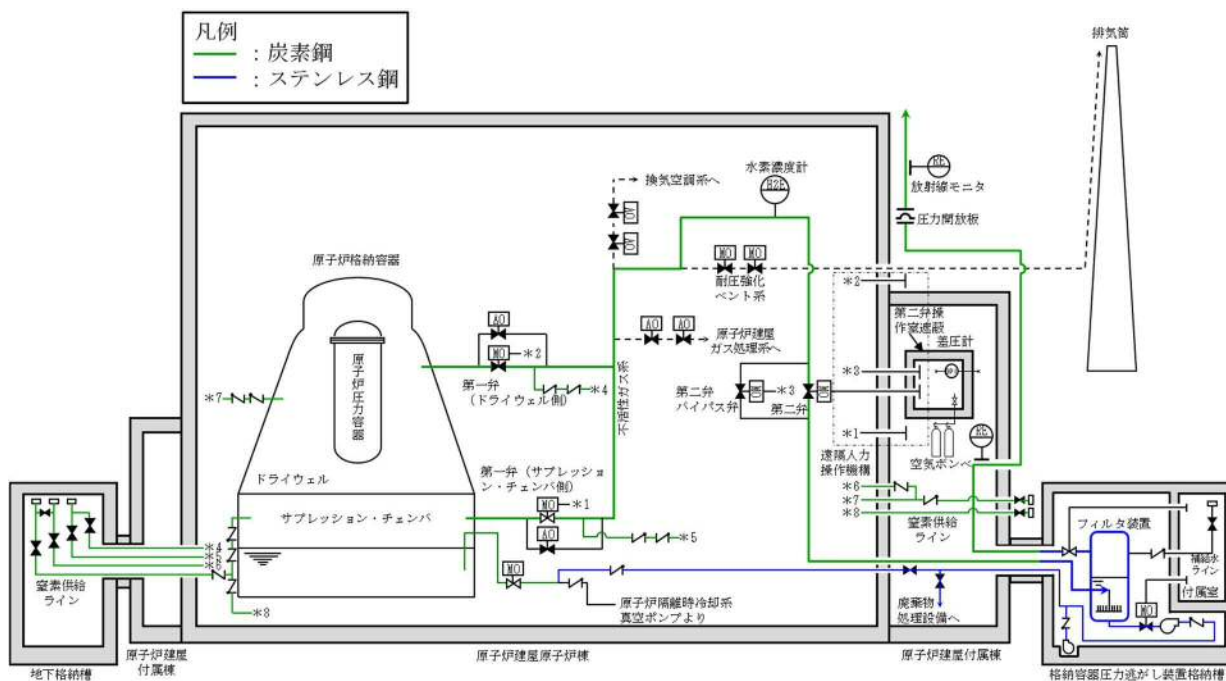 凡例
：炭素鋼
：ステンレス鋼
排気筒
水素濃度計
H2E
換気空調系へ
AO
AO
RE
放射線モニタ
圧力開放板
原子炉格納容器
MO
MO
耐圧強化
ベント系
*2
第二弁操
作室遮蔽
差圧計
AO
AO
AO
原子炉建屋
ガス処理系へ
MO
*2
*4
*3
第一弁
(ドライウェル側)
不活性ガス系
第二弁
バイパス弁
MO
*3
第二弁
MO
*7
原子炉圧力容器
*1
RE
遠隔人力
操作機構
空気ボンベ
ドライウェル
第一弁(サプレッショ
ン・チェンバ側)
MO
*1
AO
*5
*6
*7
*8
窒素供給
ライン
サプレッション・チェンバ
フィルタ装置
補給水
ライン
付属室
MO
*4
*5
*6
*8
窒素供給
ライン
MO
原子炉隔離時冷却系
真空ポンプより
廃棄物
処理設備へ
地下格納槽
原子炉建屋
付属棟
原子炉建屋原子炉棟
原子炉建屋付属棟
格納容器圧力逃がし装置格納槽